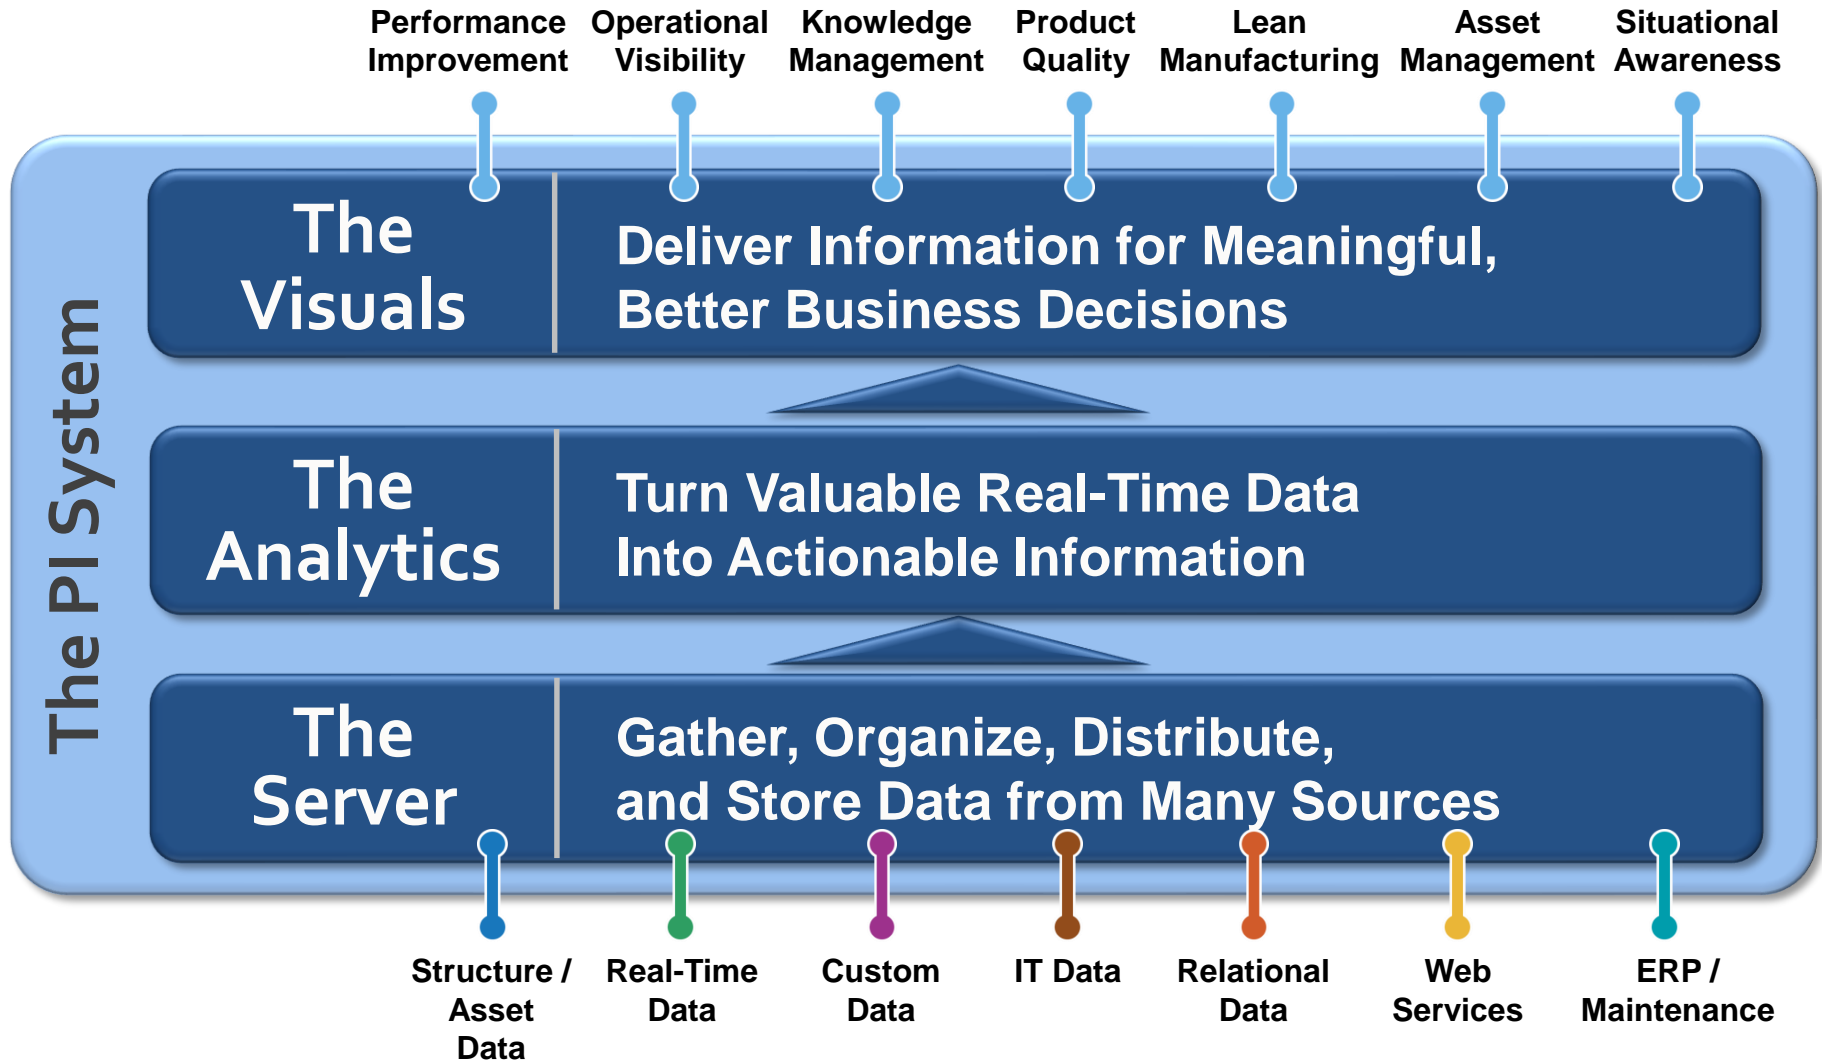 Performance
Improvement
Operational
Visibility
Knowledge
Management
Product
Quality
Lean
Manufacturing
Asset
Management
Situational
Awareness
The PI System
The
Visuals
Deliver Information for Meaningful,
Better Business Decisions
The
Analytics
Turn Valuable Real-Time Data
Into Actionable Information
The
Server
Gather, Organize, Distribute,
and Store Data from Many Sources
Structure /
Asset
Data
Real-Time
Data
Custom
Data
IT Data
Relational
Data
Web
Services
ERP /
Maintenance